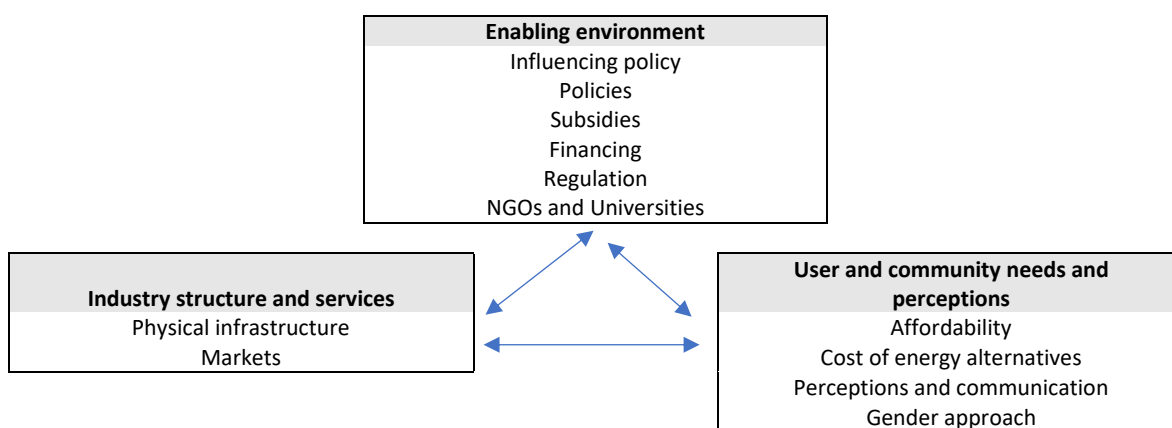 Enabling environment
Influencing policy
Policies
Subsidies
Financing
Regulation
NGOs and Universities
Industry structure and services
Physical infrastructure
Markets
User and community needs and
perceptions
Affordability
Cost of energy alternatives
Perceptions and communication
Gender approach